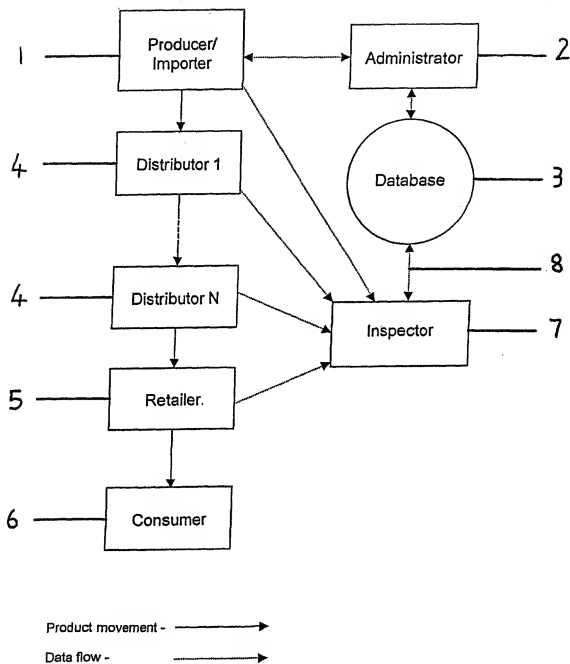 1
Producer/
Importer
Administrator
2
4
Distributor 1
Database
3
8
4
Distributor N
Inspector
7
5
Retailer.
6
Consumer
Product movement -
Data flow -